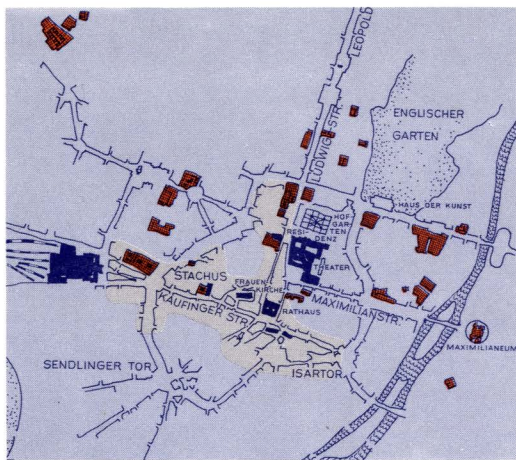 LEOPOLD
LUDWIGSTR.
ENGLISCHER
GARTEN
HAUS DER KUNST
HOF
GAR
TEN
RESI
DENZ
THEATER
STACHUS
FRAUEN
KIRCHE
KAUFINGER STR.
RATHAUS
MAXIMILIANSTR.
MAXIMILIANEUM
SENDLINGER TOR
ISARTOR